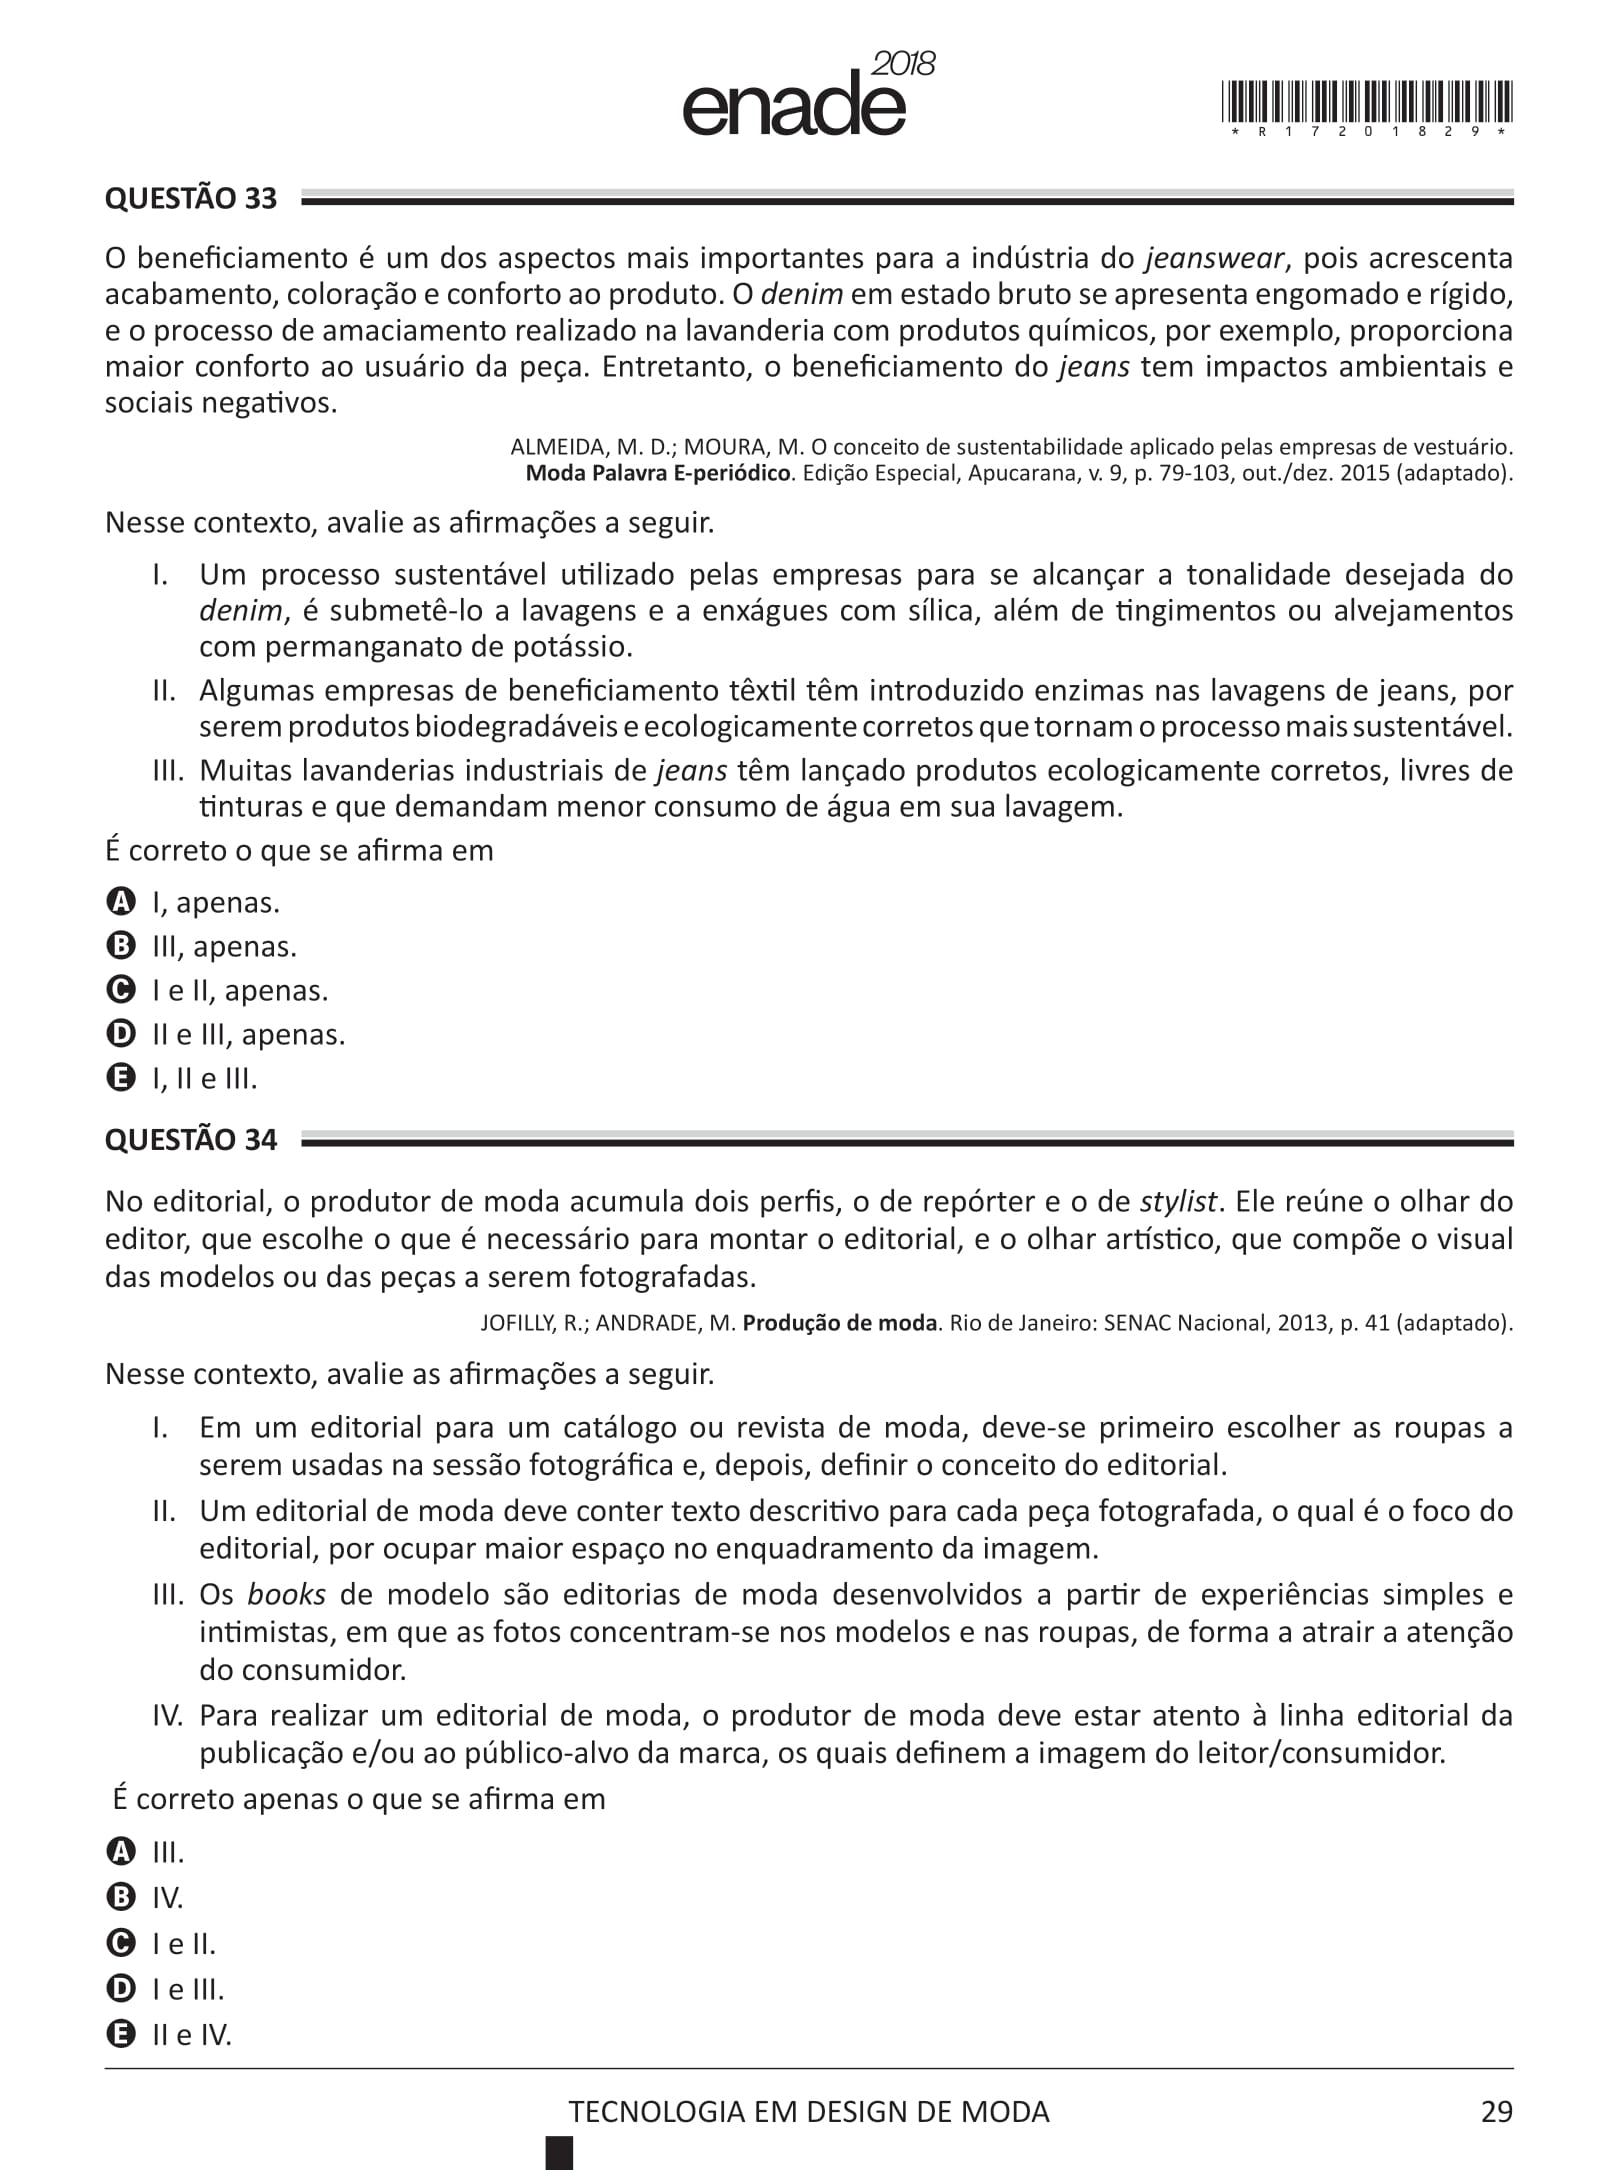 enade 2018
*R17201829*
QUESTÃO 33
O beneficiamento é um dos aspectos mais importantes para a indústria do jeanswear, pois acrescenta
acabamento, coloração e conforto ao produto. O denim em estado bruto se apresenta engomado e rígido,
e o processo de amaciamento realizado na lavanderia com produtos químicos, por exemplo, proporciona
maior conforto ao usuário da peça. Entretanto, o beneficiamento do jeans tem impactos ambientais e
sociais negativos.
ALMEIDA, M. D.; MOURA, M. O conceito de sustentabilidade aplicado pelas empresas de vestuário.
Moda Palavra E-periódico. Edição Especial, Apucarana, v. 9, p. 79-103, out./dez. 2015 (adaptado).
Nesse contexto, avalie as afirmações a seguir.
I. Um processo sustentável utilizado pelas empresas para se alcançar a tonalidade desejada do
denim, é submetê-lo a lavagens e a enxágues com sílica, além de tingimentos ou alvejamentos
com permanganato de potássio.
II. Algumas empresas de beneficiamento têxtil têm introduzido enzimas nas lavagens de jeans, por
serem produtos biodegradáveis e ecologicamente corretos que tornam o processo mais sustentável.
III. Muitas lavanderias industriais de jeans têm lançado produtos ecologicamente corretos, livres de
tinturas e que demandam menor consumo de água em sua lavagem.
É correto o que se afirma em
A I, apenas.
B III, apenas.
C I e II, apenas.
D II e III, apenas.
E I, II e III.
QUESTÃO 34
No editorial, o produtor de moda acumula dois perfis, o de repórter e o de stylist. Ele reúne o olhar do
editor, que escolhe o que é necessário para montar o editorial, e o olhar artístico, que compõe o visual
das modelos ou das peças a serem fotografadas.
JOFILLY, R.; ANDRADE, M. Produção de moda. Rio de Janeiro: SENAC Nacional, 2013, p. 41 (adaptado).
Nesse contexto, avalie as afirmações a seguir.
I. Em um editorial para um catálogo ou revista de moda, deve-se primeiro escolher as roupas a
serem usadas na sessão fotográfica e, depois, definir o conceito do editorial.
II. Um editorial de moda deve conter texto descritivo para cada peça fotografada, o qual é o foco do
editorial, por ocupar maior espaço no enquadramento da imagem.
III. Os books de modelo são editorias de moda desenvolvidos a partir de experiências simples e
intimistas, em que as fotos concentram-se nos modelos e nas roupas, de forma a atrair a atenção
do consumidor.
IV. Para realizar um editorial de moda, o produtor de moda deve estar atento à linha editorial da
publicação e/ou ao público-alvo da marca, os quais definem a imagem do leitor/consumidor.
É correto apenas o que se afirma em
A III.
B IV.
C I e II.
D I e III.
E II e IV.
TECNOLOGIA EM DESIGN DE MODA
29